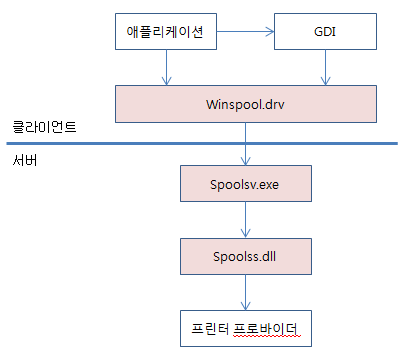 애플리케이션
GDI
Winspool.drv
클라이언트
서버
Spoolsv.exe
Spoolss.dll
프린터 프로바이더